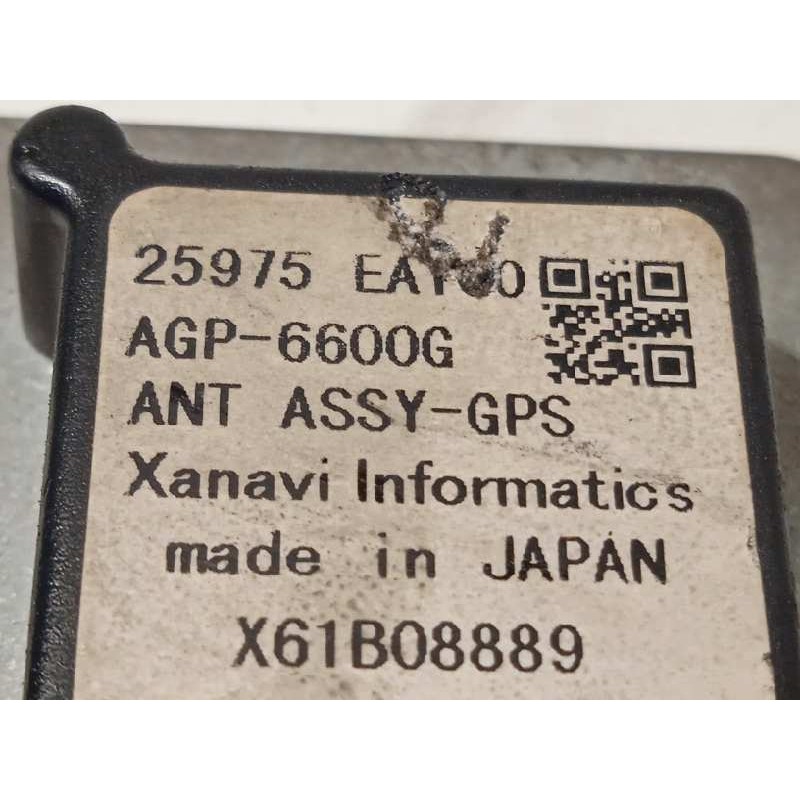 25975
AGP-6600G
ANT ASSY-GPS
Xanavi Informatics
made in JAPAN
X61B08889